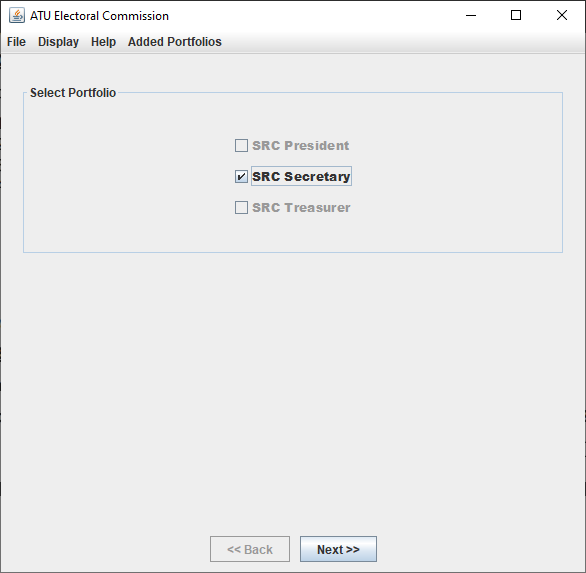 ATU Electoral Commission
File Display Help Added Portfolios
Select Portfolio
SRC President
SRC Secretary
SRC Treasurer
<< Back Next >>